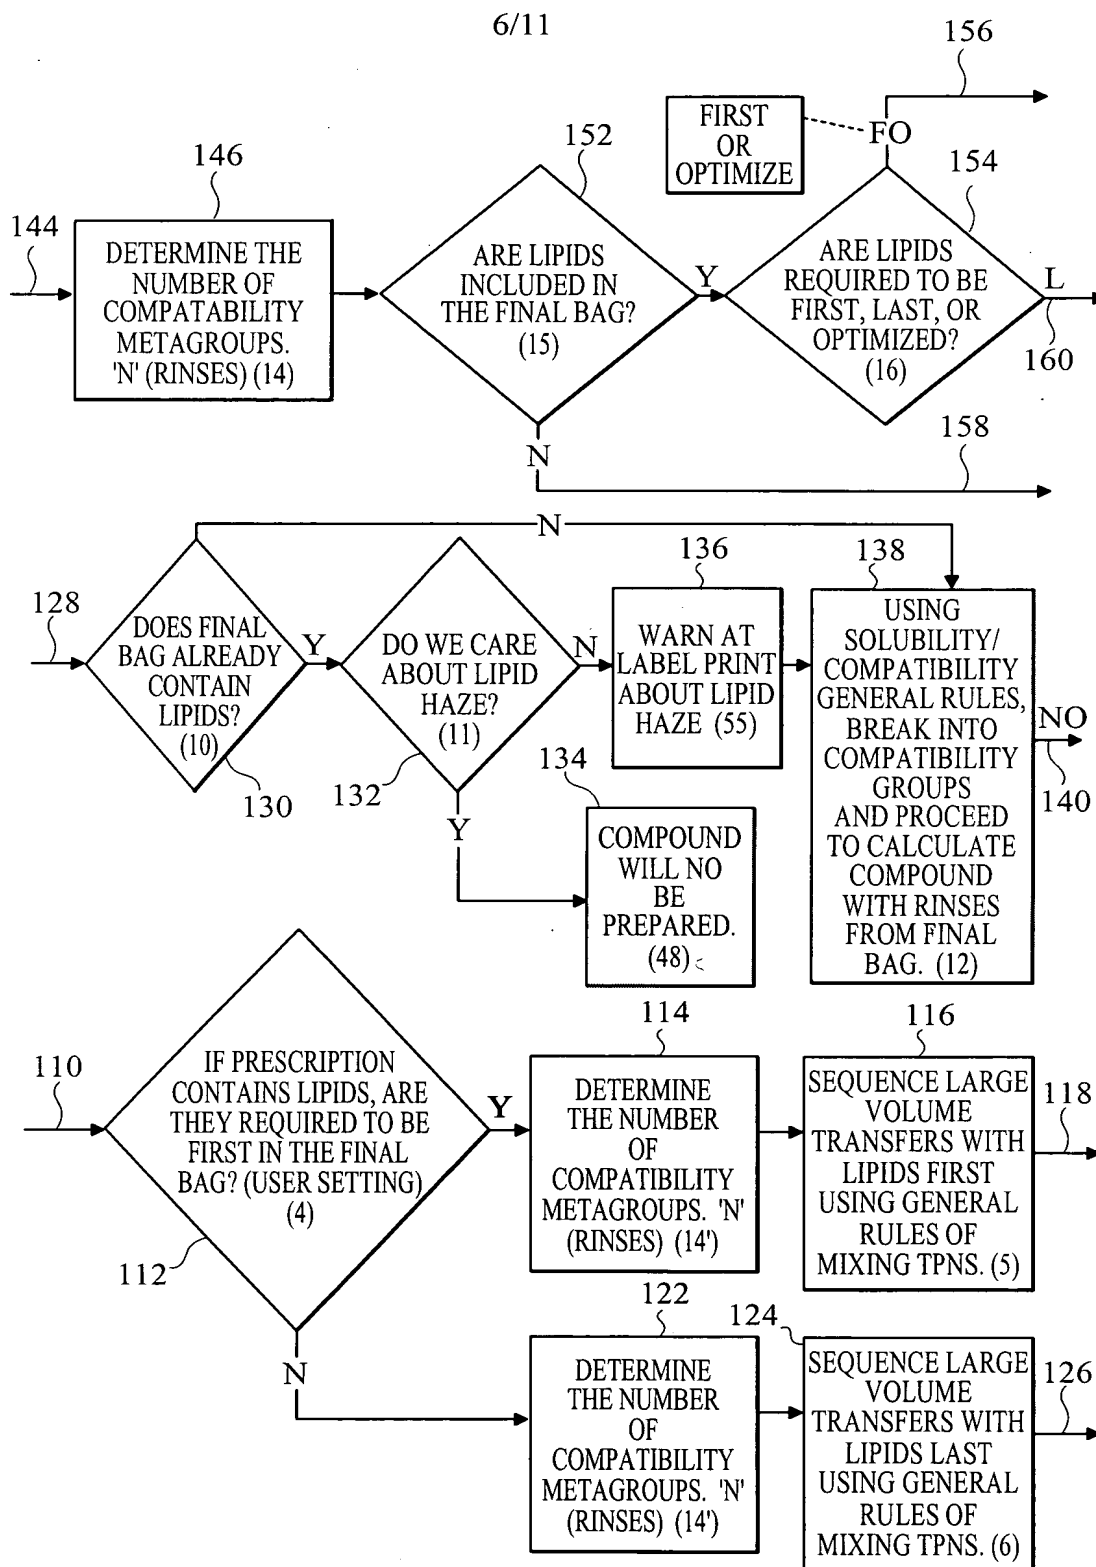 6/11
156
FIRST
OR
OPTIMIZE
FO
146
152
154
144
DETERMINE THE
NUMBER OF
COMPATABILITY
METAGROUPS.
'N' (RINSES) (14)
ARE LIPIDS
INCLUDED IN
THE FINAL BAG?
(15)
Y
ARE LIPIDS
REQUIRED TO BE
FIRST, LAST, OR
OPTIMIZED?
(16)
L
160
N
158
N
128
DOES FINAL
BAG ALREADY
CONTAIN
LIPIDS?
(10)
130
Y
DO WE CARE
ABOUT LIPID
HAZE?
(11)
132
N
Y
136
WARN AT
LABEL PRINT
ABOUT LIPID
HAZE (55)
134
COMPOUND
WILL NO
BE
PREPARED.
(48)
138
USING
SOLUBILITY/
COMPATIBILITY
GENERAL RULES,
BREAK INTO
COMPATIBILITY
GROUPS
AND PROCEED
TO CALCULATE
COMPOUND
WITH RINSES
FROM FINAL
BAG. (12)
NO
140
110
IF PRESCRIPTION
CONTAINS LIPIDS, ARE
THEY REQUIRED TO BE
FIRST IN THE FINAL
BAG? (USER SETTING)
(4)
112
Y
N
114
DETERMINE
THE NUMBER
OF
COMPATIBILITY
METAGROUPS. 'N'
(RINSES) (14')
116
SEQUENCE LARGE
VOLUME
TRANSFERS WITH
LIPIDS FIRST
USING GENERAL
RULES OF
MIXING TPNS. (5)
118
122
DETERMINE
THE NUMBER
OF
COMPATIBILITY
METAGROUPS. 'N'
(RINSES) (14')
124
SEQUENCE LARGE
VOLUME
TRANSFERS WITH
LIPIDS LAST
USING GENERAL
RULES OF
MIXING TPNS. (6)
126